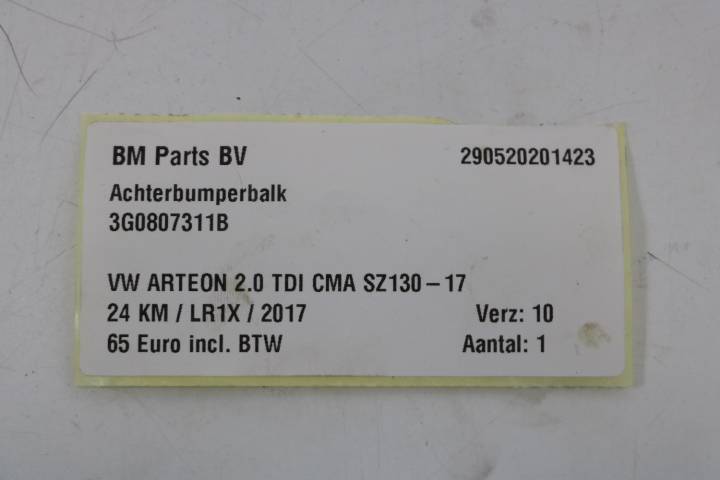 BM Parts BV 290520201423
Achterbumperbalk
3G0807311B
VW ARTEON 2.0 TDI CMA SZ130-17
24 KM / LR1X / 2017 Verz: 10
65 Euro incl. BTW Aantal: 1